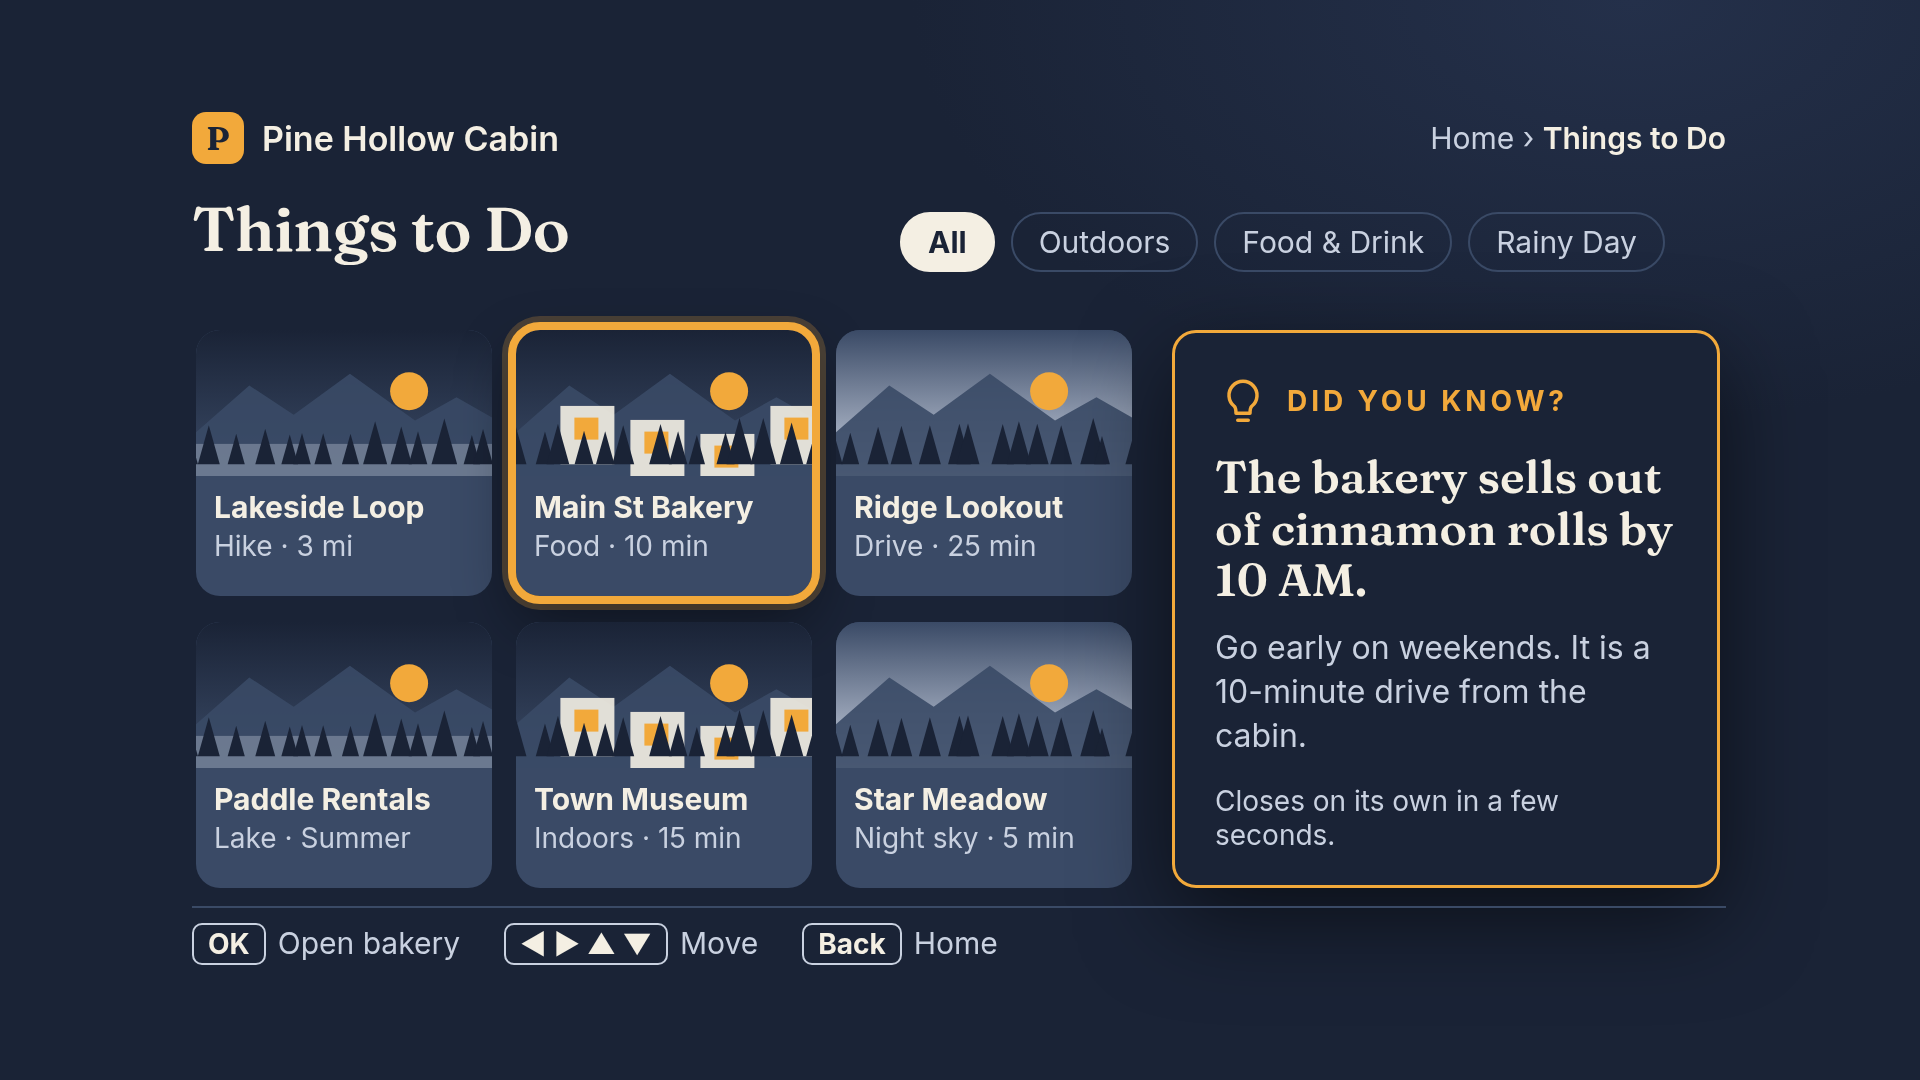 P
Pine Hollow Cabin
Home › Things to Do
Things to Do
All
Outdoors
Food & Drink
Rainy Day
Lakeside Loop
Hike · 3 mi
Main St Bakery
Food · 10 min
Ridge Lookout
Drive · 25 min
Paddle Rentals
Lake · Summer
Town Museum
Indoors · 15 min
Star Meadow
Night sky · 5 min
DID YOU KNOW?
The bakery sells out
of cinnamon rolls by
10 AM.
Go early on weekends. It is a
10-minute drive from the
cabin.
Closes on its own in a few
seconds.
OK Open bakery
◀ ▶ ▲ ▼ Move
Back Home